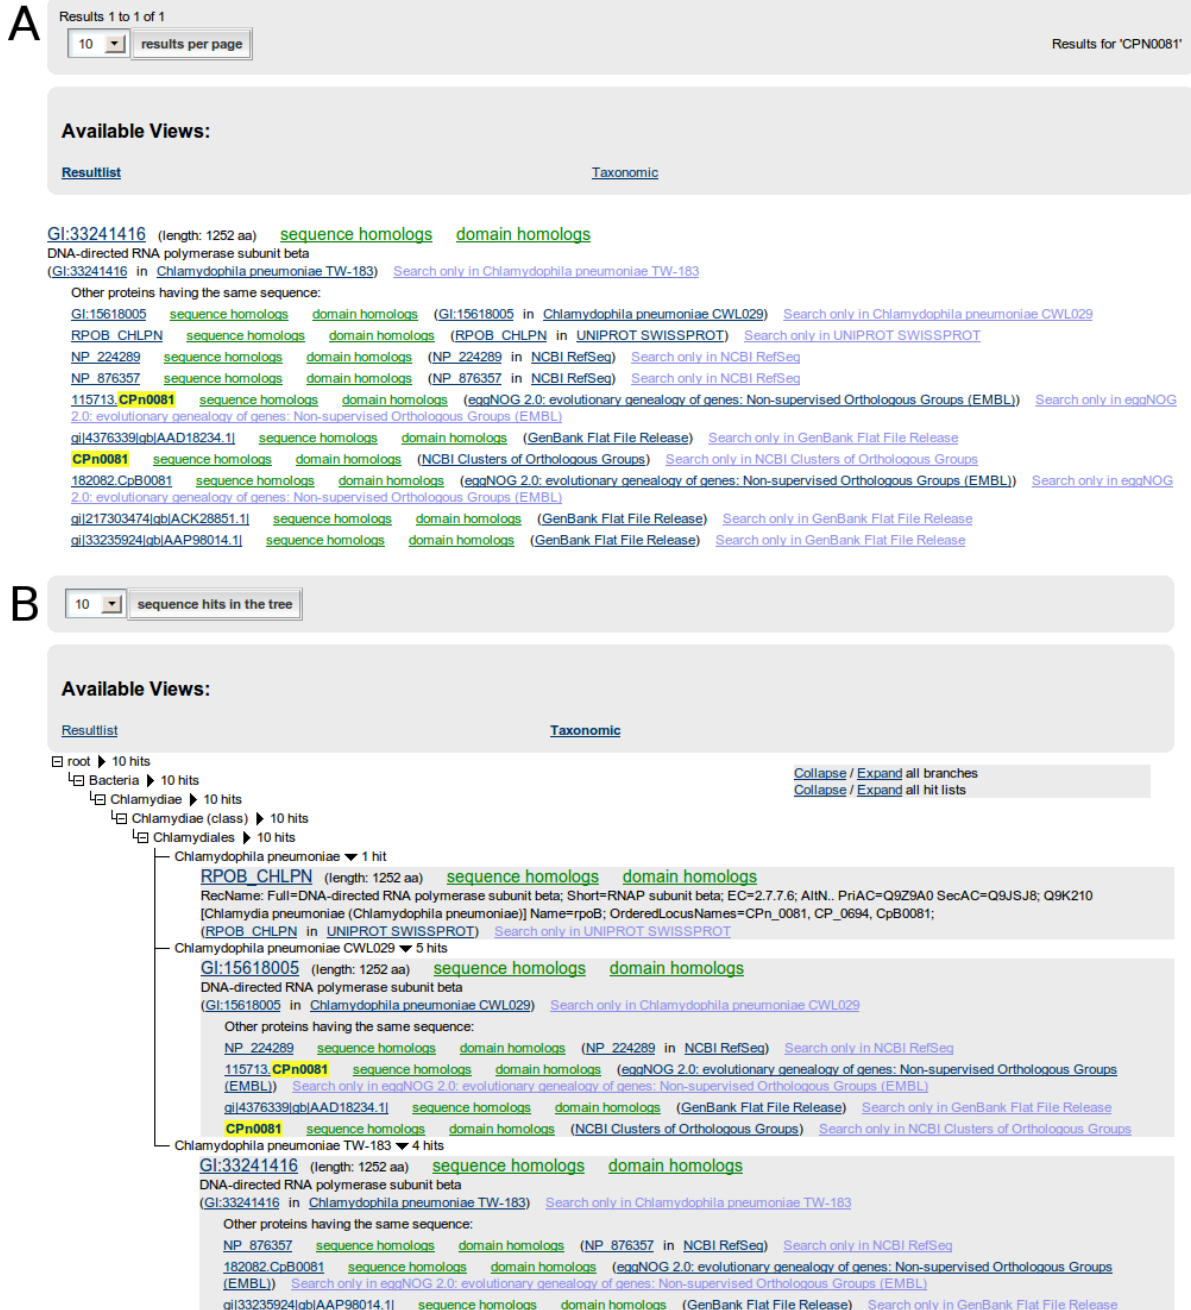 A
Results 1 to 1 of 1
10 results per page
Results for 'CPN0081'
Available Views:
Resultlist Taxonomic
GI:33241416 (length: 1252 aa) sequence homologs domain homologs
DNA-directed RNA polymerase subunit beta
(GI:33241416 in Chlamydophila pneumoniae TW-183) Search only in Chlamydophila pneumoniae TW-183
Other proteins having the same sequence:
GI:15618005 sequence homologs domain homologs (GI:15618005 in Chlamydophila pneumoniae CWL029) Search only in Chlamydophila pneumoniae CWL029
RPOB_CHLPN sequence homologs domain homologs (RPOB_CHLPN in UNIPROT SWISSPROT) Search only in UNIPROT SWISSPROT
NP_224289 sequence homologs domain homologs (NP_224289 in NCBI RefSeq) Search only in NCBI RefSeq
NP_876357 sequence homologs domain homologs (NP_876357 in NCBI RefSeq) Search only in NCBI RefSeq
115713.CPn0081 sequence homologs domain homologs (eggNOG 2.0: evolutionary genealogy of genes: Non-supervised Orthologous Groups (EMBL)) Search only in eggNOG
2.0: evolutionary genealogy of genes: Non-supervised Orthologous Groups (EMBL)
gi|4376339|gb|AAD18234.1| sequence homologs domain homologs (GenBank Flat File Release) Search only in GenBank Flat File Release
CPn0081 sequence homologs domain homologs (NCBI Clusters of Orthologous Groups) Search only in NCBI Clusters of Orthologous Groups
182082.CpB0081 sequence homologs domain homologs (eggNOG 2.0: evolutionary genealogy of genes: Non-supervised Orthologous Groups (EMBL)) Search only in eggNOG
2.0: evolutionary genealogy of genes: Non-supervised Orthologous Groups (EMBL)
gi|217303474|gb|ACK28851.1| sequence homologs domain homologs (GenBank Flat File Release) Search only in GenBank Flat File Release
gi|33235924|gb|AAP98014.1| sequence homologs domain homologs (GenBank Flat File Release) Search only in GenBank Flat File Release
B
10 sequence hits in the tree
Available Views:
Resultlist Taxonomic
root 10 hits
Collapse / Expand all branches
Bacteria 10 hits
Collapse / Expand all hit lists
Chlamydiae 10 hits
Chlamydiae (class) 10 hits
Chlamydiales 10 hits
Chlamydophila pneumoniae 1 hit
RPOB_CHLPN (length: 1252 aa) sequence homologs domain homologs
RecName: Full=DNA-directed RNA polymerase subunit beta; Short=RNAP subunit beta; EC=2.7.7.6; AltN.. PriAC=Q9Z9A0 SecAC=Q9JSJ8; Q9K210
[Chlamydia pneumoniae (Chlamydophila pneumoniae)] Name=rpoB; OrderedLocusNames=CPn_0081, CP_0694, CpB0081;
(RPOB_CHLPN in UNIPROT SWISSPROT) Search only in UNIPROT SWISSPROT
Chlamydophila pneumoniae CWL029 5 hits
GI:15618005 (length: 1252 aa) sequence homologs domain homologs
DNA-directed RNA polymerase subunit beta
(GI:15618005 in Chlamydophila pneumoniae CWL029) Search only in Chlamydophila pneumoniae CWL029
Other proteins having the same sequence:
NP_224289 sequence homologs domain homologs (NP_224289 in NCBI RefSeq) Search only in NCBI RefSeq
115713.CPn0081 sequence homologs domain homologs (eggNOG 2.0: evolutionary genealogy of genes: Non-supervised Orthologous Groups
(EMBL)) Search only in eggNOG 2.0: evolutionary genealogy of genes: Non-supervised Orthologous Groups (EMBL)
gi|4376339|gb|AAD18234.1| sequence homologs domain homologs (GenBank Flat File Release) Search only in GenBank Flat File Release
CPn0081 sequence homologs domain homologs (NCBI Clusters of Orthologous Groups) Search only in NCBI Clusters of Orthologous Groups
Chlamydophila pneumoniae TW-183 4 hits
GI:33241416 (length: 1252 aa) sequence homologs domain homologs
DNA-directed RNA polymerase subunit beta
(GI:33241416 in Chlamydophila pneumoniae TW-183) Search only in Chlamydophila pneumoniae TW-183
Other proteins having the same sequence:
NP_876357 sequence homologs domain homologs (NP_876357 in NCBI RefSeq) Search only in NCBI RefSeq
182082.CpB0081 sequence homologs domain homologs (eggNOG 2.0: evolutionary genealogy of genes: Non-supervised Orthologous Groups
(EMBL)) Search only in eggNOG 2.0: evolutionary genealogy of genes: Non-supervised Orthologous Groups (EMBL)
gi|33235924|gb|AAP98014.1| sequence homologs domain homologs (GenBank Flat File Release) Search only in GenBank Flat File Release